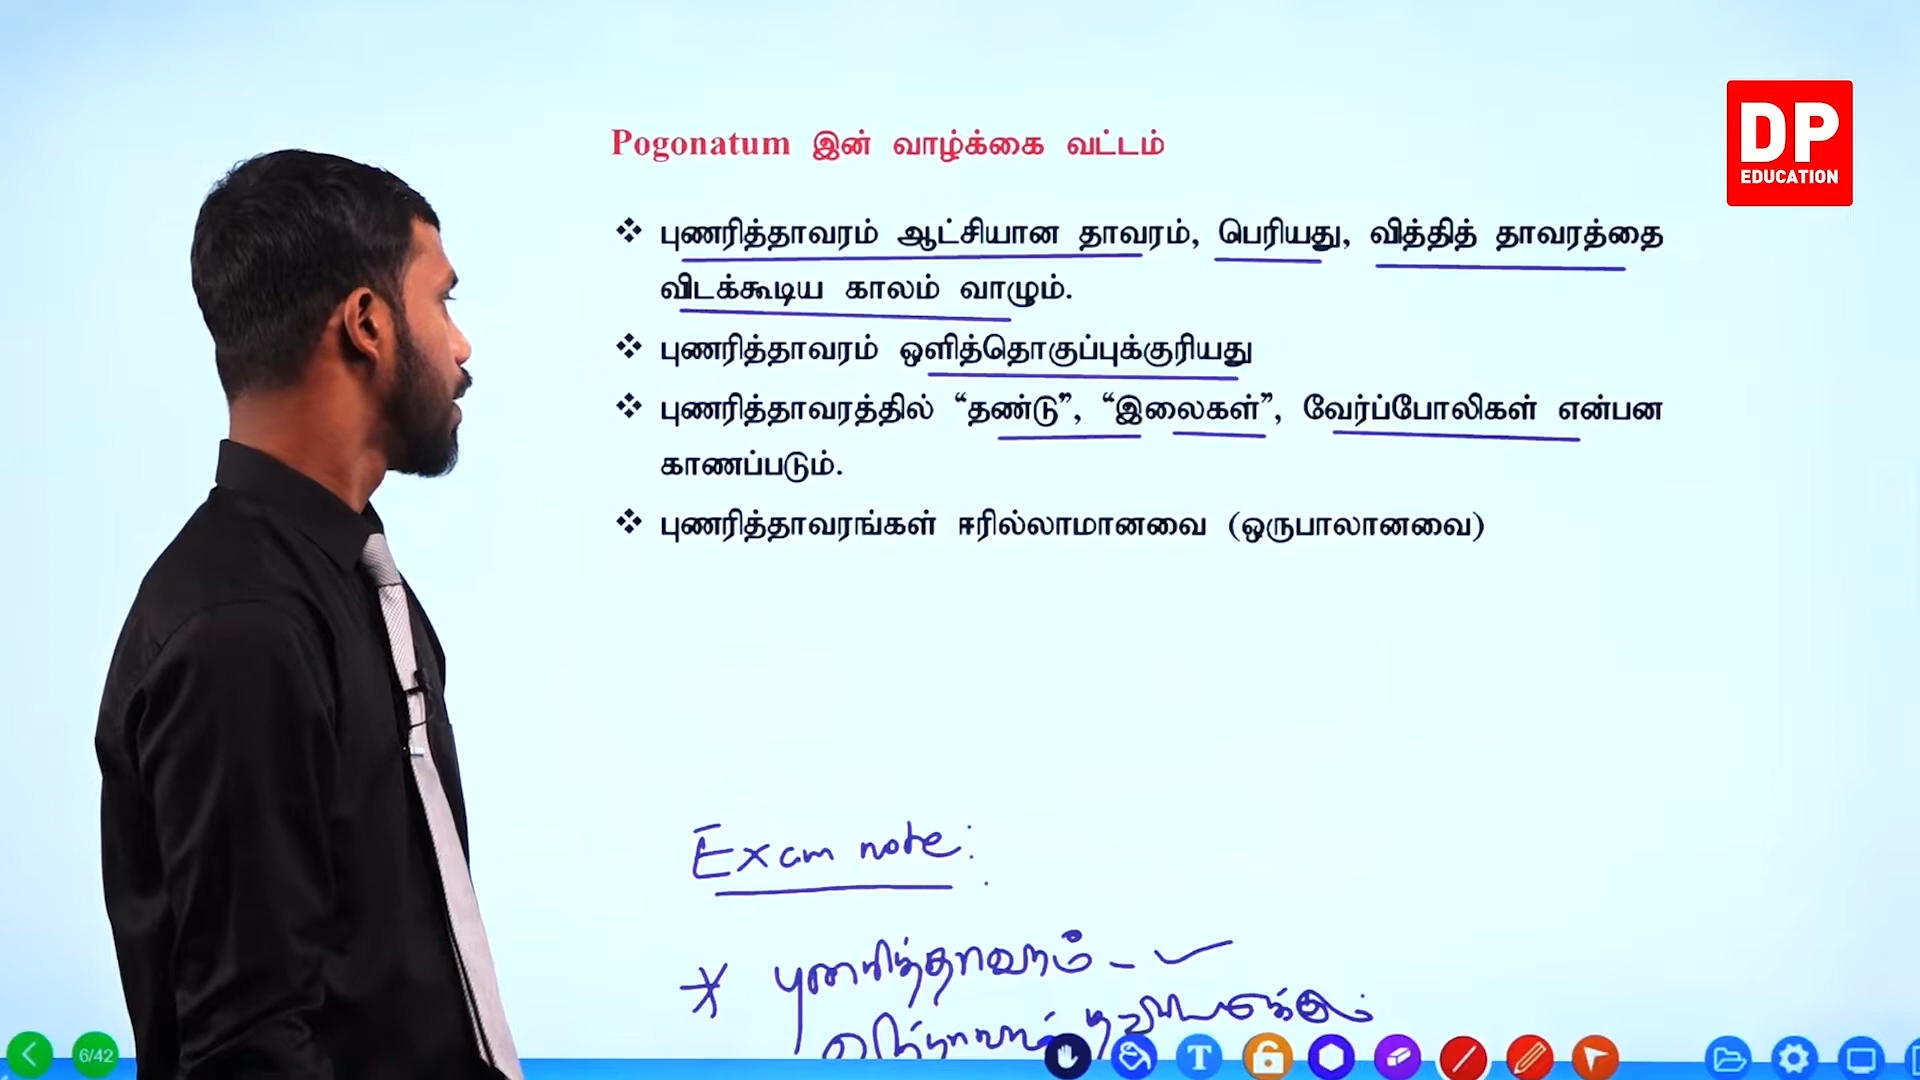 DP
EDUCATION
Pogonatum இன் வாழ்க்கை வட்டம்
❖ புணரித்தாவரம் ஆட்சியான தாவரம், பெரியது, வித்தித் தாவரத்தை
விடக்கூடிய காலம் வாழும்.
❖ புணரித்தாவரம் ஒளித்தொகுப்புக்குரியது
❖ புணரித்தாவரத்தில் “தண்டு”, “இலைகள்”, வேர்ப்போலிகள் என்பன
காணப்படும்.
❖ புணரித்தாவரங்கள் ஈரில்லாமானவை (ஒருபாலானவை)
Exam note:
* புணரித்தாவரம் -
6/42
T